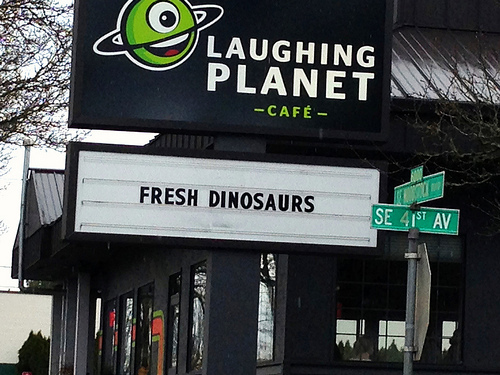 LAUGHING
PLANET
–CAFÉ–
FRESH DINOSAURS
SE 41ST AV